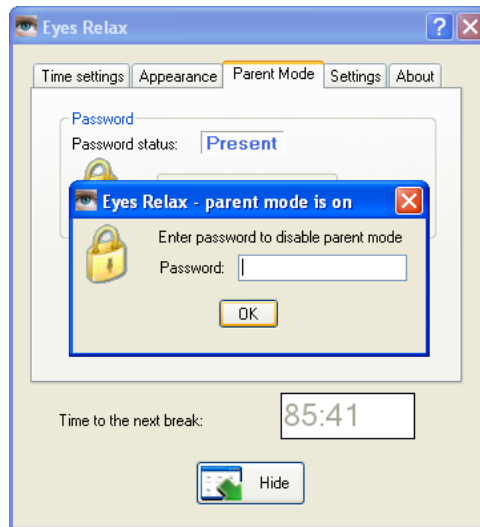 Eyes Relax
Time settings Appearance Parent Mode Settings About
Password
Password status: Present
Eyes Relax - parent mode is on
Enter password to disable parent mode
Password:
OK
Time to the next break: 85:41
Hide